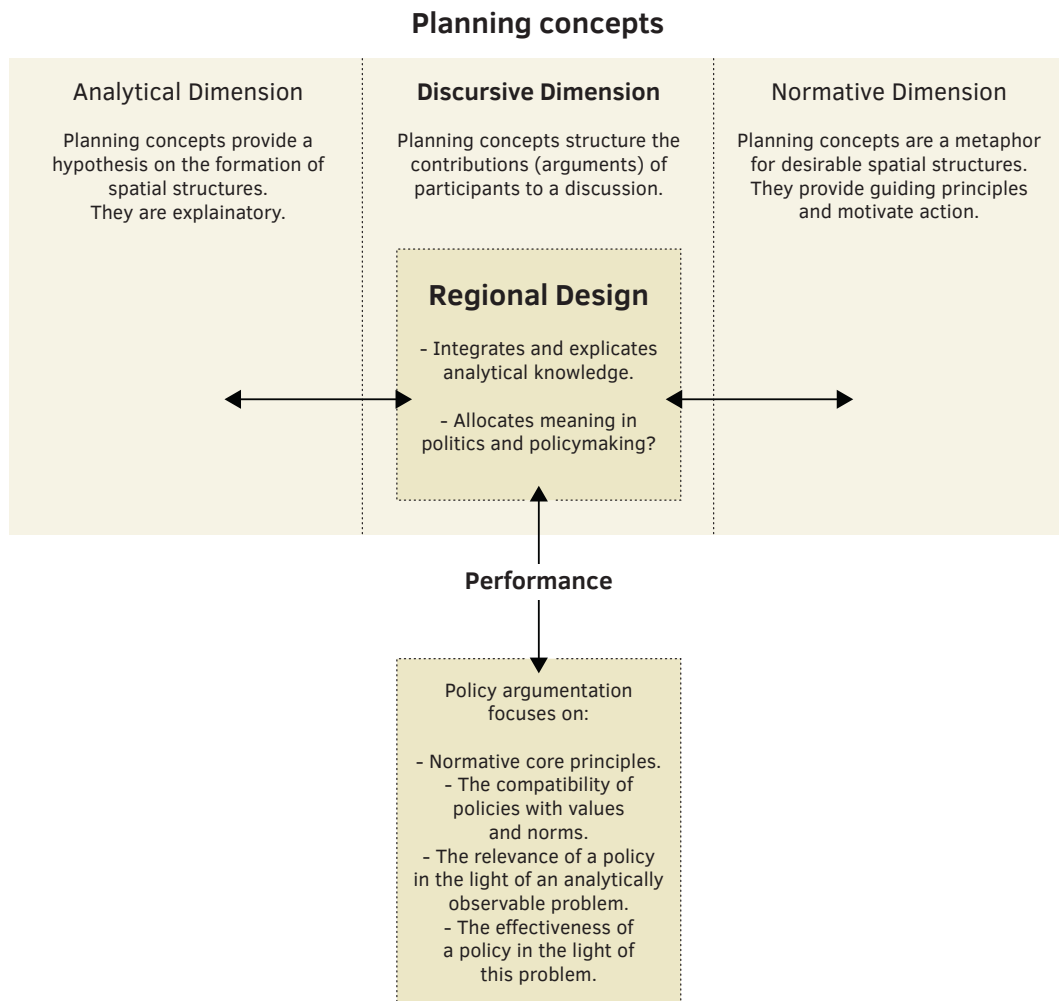 Planning concepts
Analytical Dimension
Planning concepts provide a
hypothesis on the formation of
spatial structures.
They are explainatory.
Discursive Dimension
Planning concepts structure the
contributions (arguments) of
participants to a discussion.
Normative Dimension
Planning concepts are a metaphor
for desirable spatial structures.
They provide guiding principles
and motivate action.
Regional Design
- Integrates and explicates
analytical knowledge.
- Allocates meaning in
politics and policymaking?
Performance
Policy argumentation
focuses on:
- Normative core principles.
- The compatibility of
policies with values
and norms.
- The relevance of a policy
in the light of an analytically
observable problem.
- The effectiveness of
a policy in the light of
this problem.